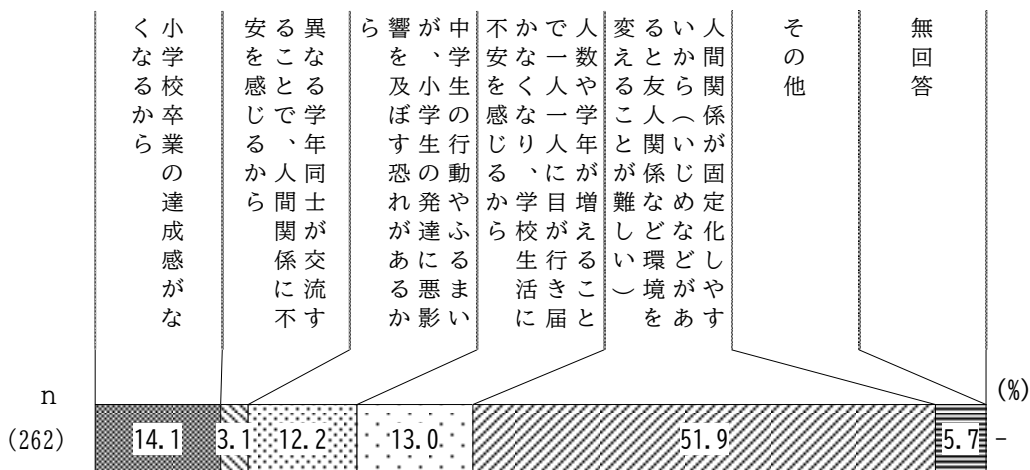 小学校卒業の達成感がな
くなるから
異なる学年同士が交流す
ることで、人間関係に不
安を感じるから
中学生の行動やふるまい
が、小学生の発達に悪影
響を及ぼす恐れがあるか
ら
人数や学年が増えること
で一人一人に目が行き届
かなくなり、学校生活に
不安を感じるから
人間関係が固定化しやす
いから（いじめなどがあ
ると友人関係など環境を
変えることが難しい）
その他
無回答
n
(%)
(262)
14.1
3.1
12.2
13.0
51.9
5.7
-